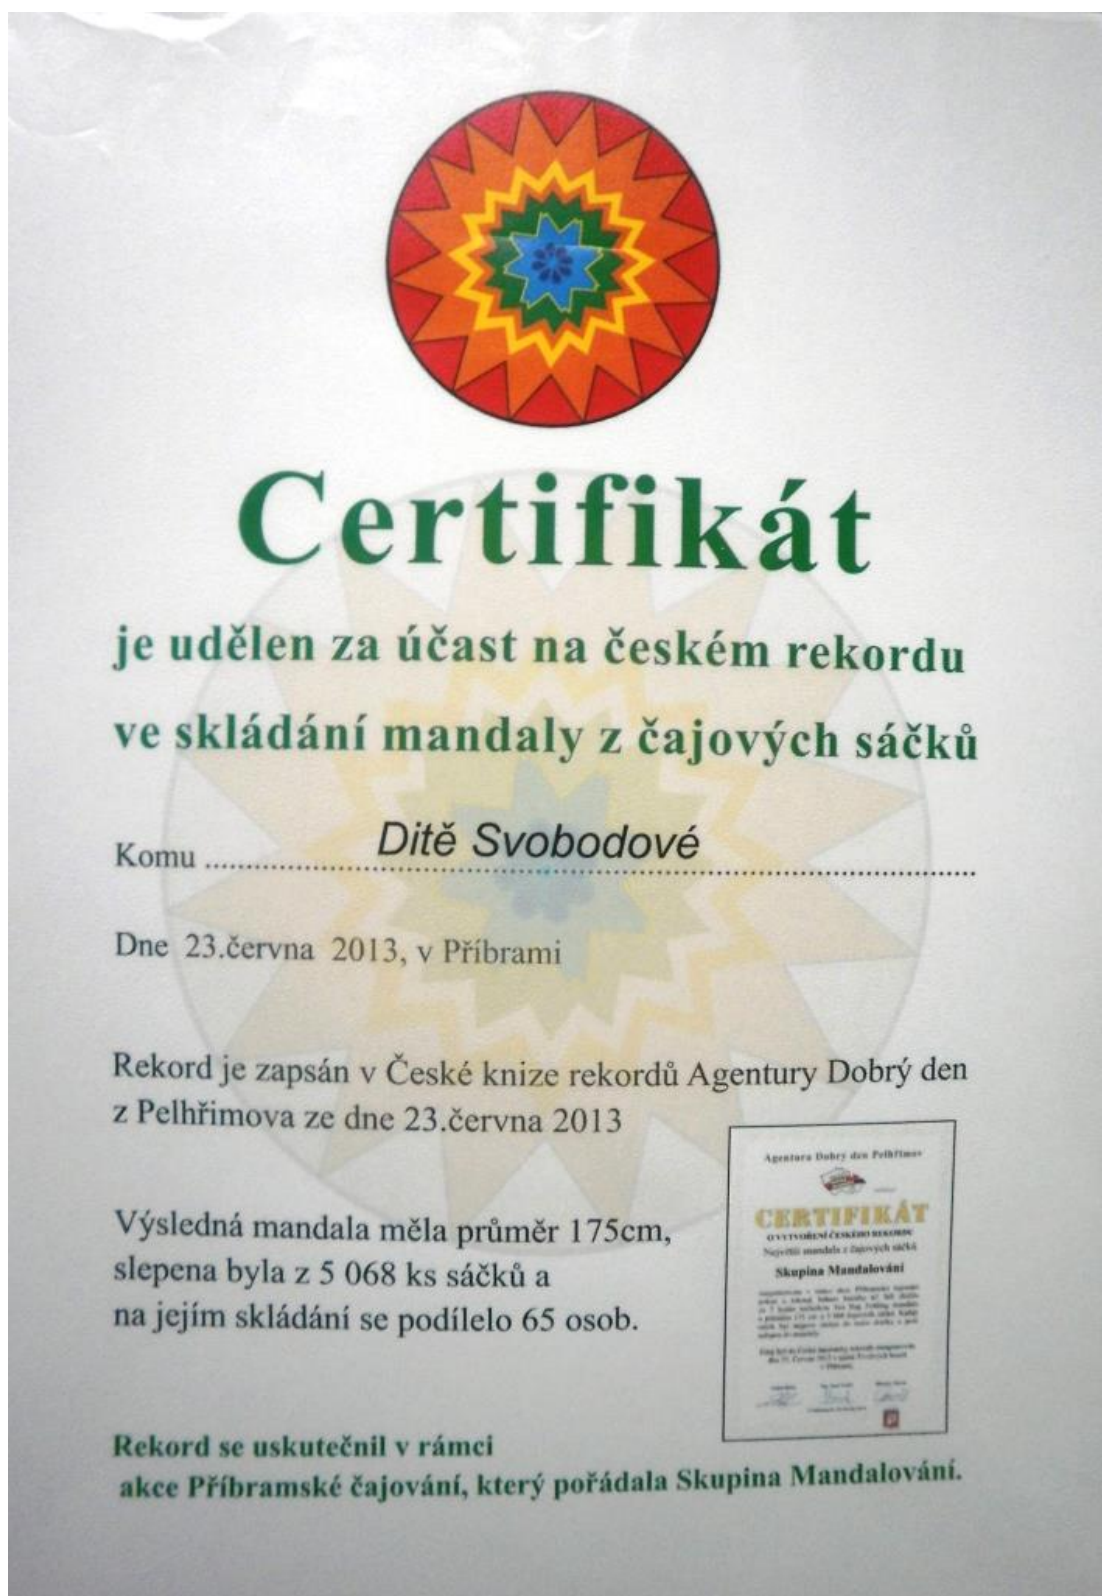 Certifikát
je udělen za účast na českém rekordu
ve skládání mandaly z čajových sáčků
Komu ........ Ditě Svobodové ........
Dne 23.června 2013, v Příbrami
Rekord je zapsán v České knize rekordů Agentury Dobrý den
z Pelhřimova ze dne 23.června 2013
Výsledná mandala měla průměr 175cm,
slepena byla z 5 068 ks sáčků a
na jejím skládání se podílelo 65 osob.
Agentura Dobrý den Pelhřimov
CERTIFIKÁT
O VYTVOŘENÍ ČESKÉHO REKORDU
Největší mandala z čajových sáčků
Skupina Mandalování
Rekord se uskutečnil v rámci
akce Příbramské čajování, který pořádala Skupina Mandalování.